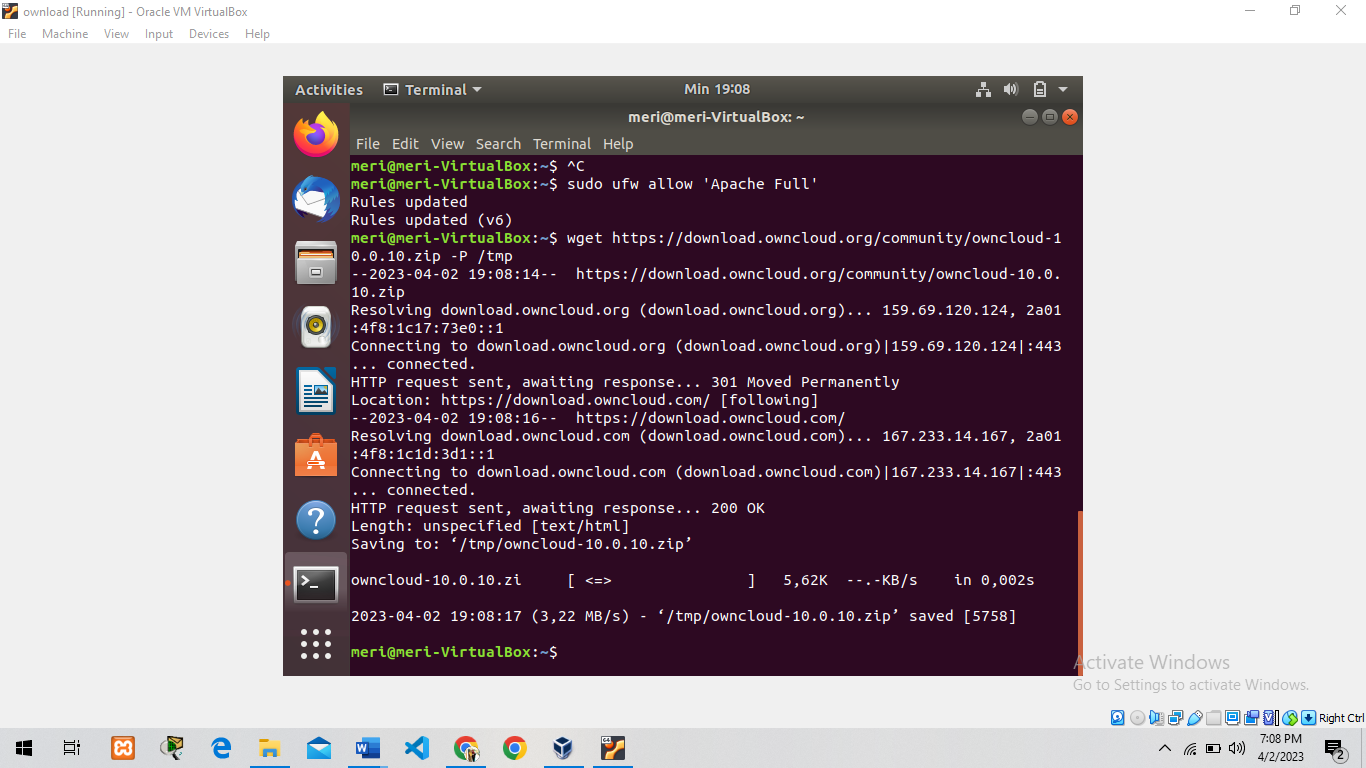 ownload [Running] - Oracle VM VirtualBox
File Machine View Input Devices Help
Activities Terminal Min 19:08
meri@meri-VirtualBox: ~
File Edit View Search Terminal Help
meri@meri-VirtualBox:~$ ^C
meri@meri-VirtualBox:~$ sudo ufw allow 'Apache Full'
Rules updated
Rules updated (v6)
meri@meri-VirtualBox:~$ wget https://download.owncloud.org/community/owncloud-1
0.0.10.zip -P /tmp
--2023-04-02 19:08:14--  https://download.owncloud.org/community/owncloud-10.0.
10.zip
Resolving download.owncloud.org (download.owncloud.org)... 159.69.120.124, 2a01
:4f8:1c17:73e0::1
Connecting to download.owncloud.org (download.owncloud.org)|159.69.120.124|:443
... connected.
HTTP request sent, awaiting response... 301 Moved Permanently
Location: https://download.owncloud.com/ [following]
--2023-04-02 19:08:16--  https://download.owncloud.com/
Resolving download.owncloud.com (download.owncloud.com)... 167.233.14.167, 2a01
:4f8:1c1d:3d1::1
Connecting to download.owncloud.com (download.owncloud.com)|167.233.14.167|:443
... connected.
HTTP request sent, awaiting response... 200 OK
Length: unspecified [text/html]
Saving to: ‘/tmp/owncloud-10.0.10.zip’
owncloud-10.0.10.zi     [ <=>               ]   5,62K  --.-KB/s    in 0,002s
2023-04-02 19:08:17 (3,22 MB/s) - ‘/tmp/owncloud-10.0.10.zip’ saved [5758]
meri@meri-VirtualBox:~$
Activate Windows
Go to Settings to activate Windows.
Right Ctrl
7:08 PM
4/2/2023
2